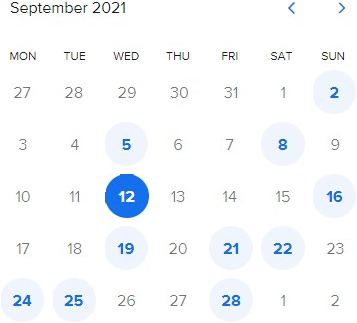 September 2021
MON TUE WED THU FRI SAT SUN
27 28 29 30 31 1 2
3 4 5 6 7 8 9
10 11 12 13 14 15 16
17 18 19 20 21 22 23
24 25 26 27 28 1 2